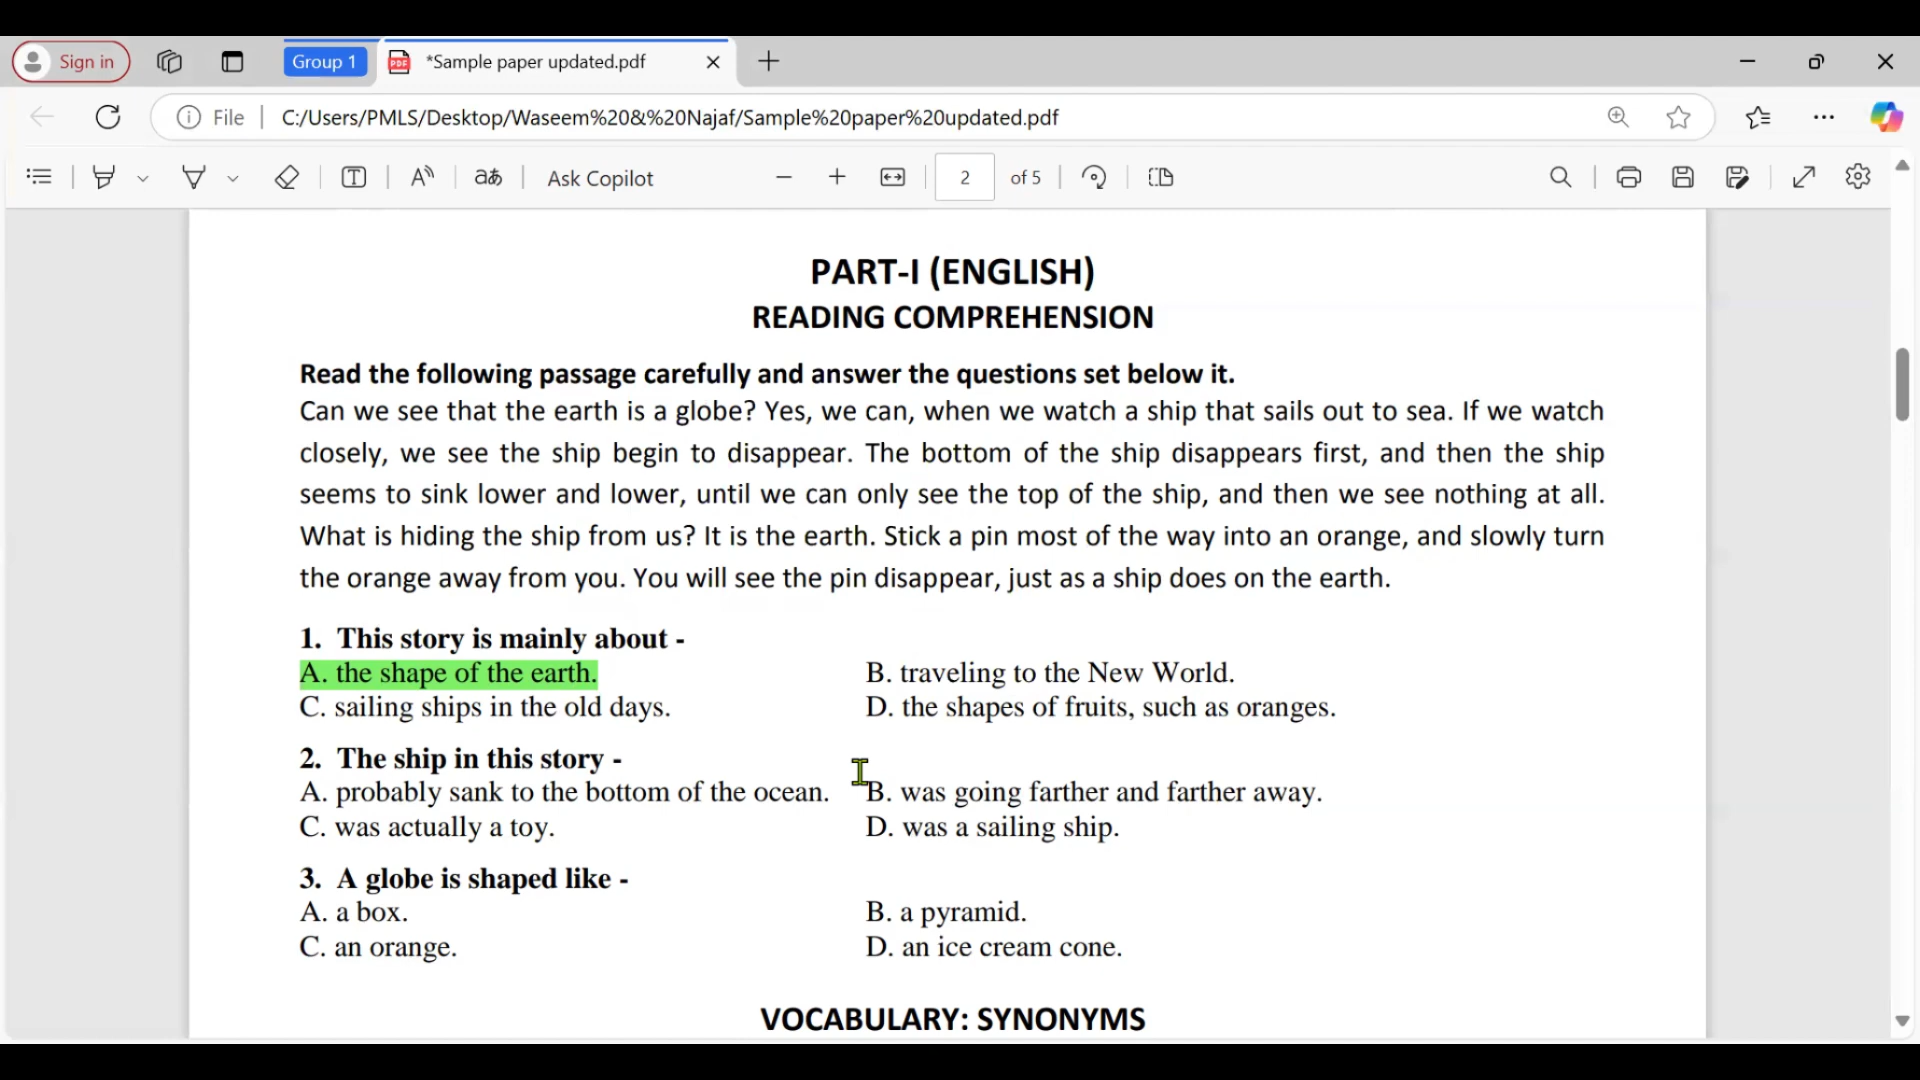 Sign in
Group 1
*Sample paper updated.pdf
File
C:/Users/PMLS/Desktop/Waseem%20&%20Najaf/Sample%20paper%20updated.pdf
Ask Copilot
2 of 5
PART-I (ENGLISH)
READING COMPREHENSION
Read the following passage carefully and answer the questions set below it.
Can we see that the earth is a globe? Yes, we can, when we watch a ship that sails out to sea. If we watch
closely, we see the ship begin to disappear. The bottom of the ship disappears first, and then the ship
seems to sink lower and lower, until we can only see the top of the ship, and then we see nothing at all.
What is hiding the ship from us? It is the earth. Stick a pin most of the way into an orange, and slowly turn
the orange away from you. You will see the pin disappear, just as a ship does on the earth.
1. This story is mainly about -
A. the shape of the earth. B. traveling to the New World.
C. sailing ships in the old days. D. the shapes of fruits, such as oranges.
2. The ship in this story -
A. probably sank to the bottom of the ocean. B. was going farther and farther away.
C. was actually a toy. D. was a sailing ship.
3. A globe is shaped like -
A. a box. B. a pyramid.
C. an orange. D. an ice cream cone.
VOCABULARY: SYNONYMS